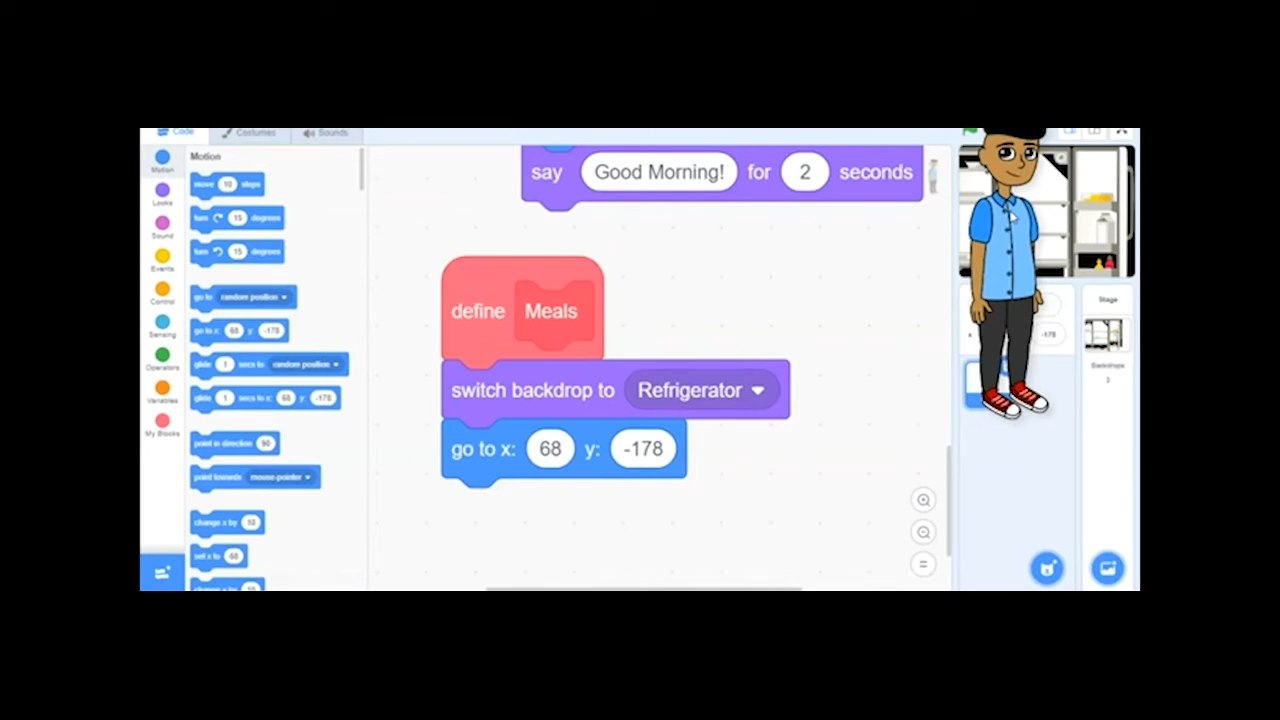 Code Costumes Sounds
Motion
Motion
Looks
Sound
Events
Control
Sensing
Operators
Variables
My Blocks
move 10 steps
turn 15 degrees
turn 15 degrees
go to random position
go to x: 68 y: -178
glide 1 secs to random position
glide 1 secs to x: 68 y: -178
point in direction 90
point towards mouse-pointer
change x by 10
set x to 68
say Good Morning! for 2 seconds
define Meals
switch backdrop to Refrigerator
go to x: 68 y: -178
x
-178
Stage
Backdrops
3